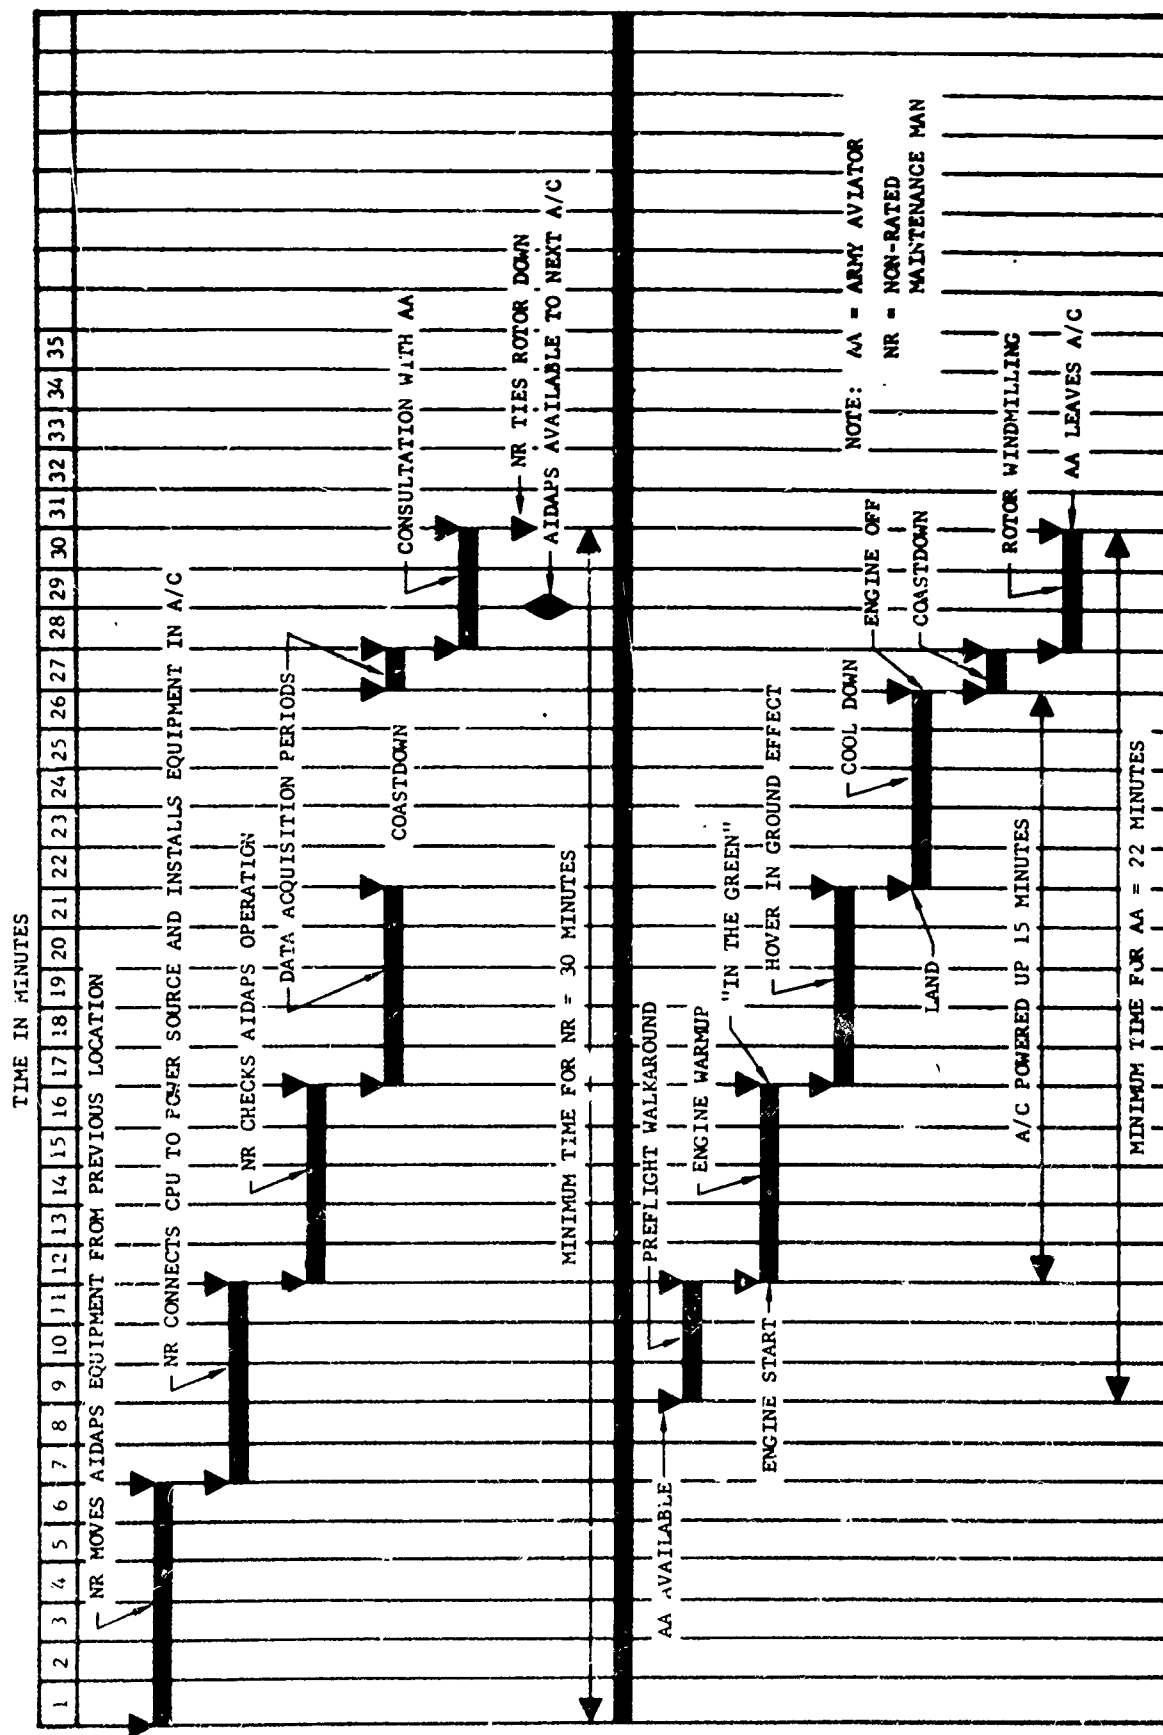 TIME IN MINUTES
1 2 3 4 5 6 7 8 9 10 11 12 13 14 15 16 17 18 19 20 21 22 23 24 25 26 27 28 29 30 31 32 33 34 35
NR MOVES AIDAPS EQUIPMENT FROM PREVIOUS LOCATION
NR CONNECTS CPU TO POWER SOURCE AND INSTALLS EQUIPMENT IN A/C
NR CHECKS AIDAPS OPERATION
DATA ACQUISITION PERIODS
COASTDOWN
CONSULTATION WITH AA
NR TIES ROTOR DOWN
AIDAPS AVAILABLE TO NEXT A/C
MINIMUM TIME FOR NR = 30 MINUTES
AA AVAILABLE
PREFLIGHT WALKAROUND
ENGINE WARMUP
"IN THE GREEN"
ENGINE START
HOVER IN GROUND EFFECT
COOL DOWN
ENGINE OFF
LAND
COASTDOWN
ROTOR WINDMILLING
A/C POWERED UP 15 MINUTES
AA LEAVES A/C
MINIMUM TIME FOR AA = 22 MINUTES
NOTE: AA = ARMY AVIATOR
NR = NON-RATED
MAINTENANCE MAN